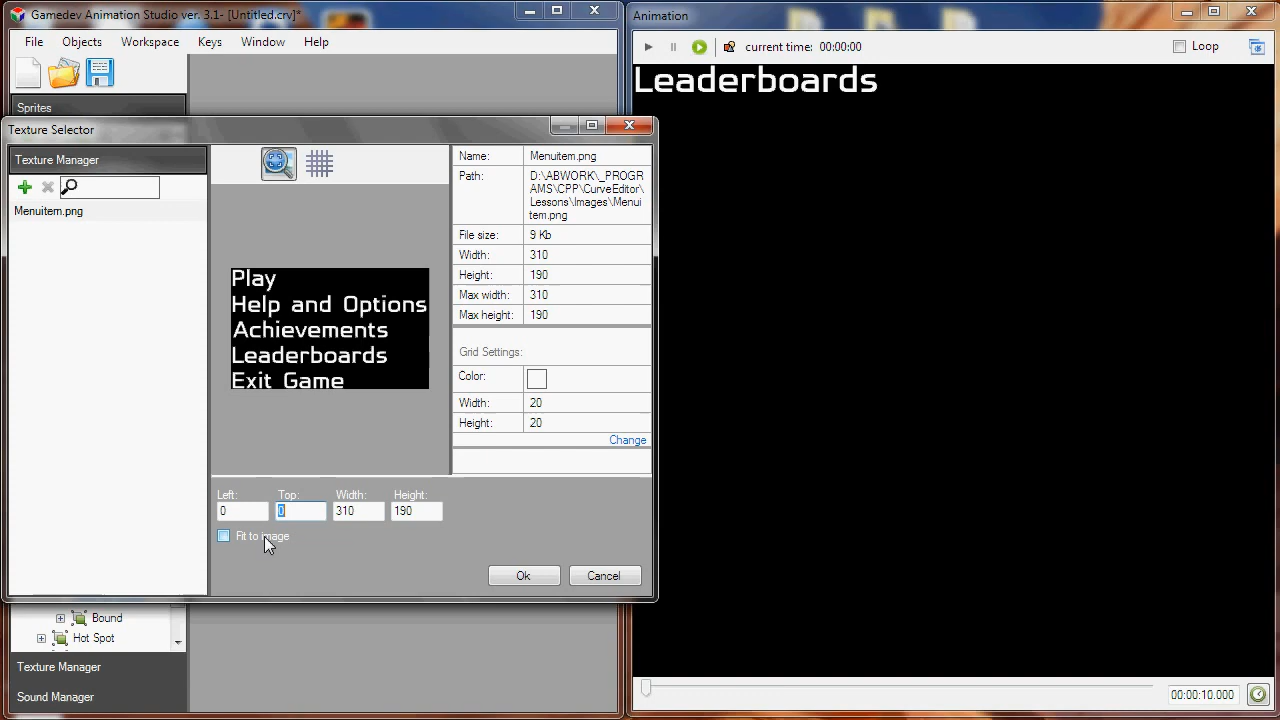 Gamedev Animation Studio ver. 3.1- [Untitled.crv]*
File Objects Workspace Keys Window Help
Sprites
Texture Selector
Texture Manager
Menuitem.png
Play
Help and Options
Achievements
Leaderboards
Exit Game
Name: Menuitem.png
Path: D:\ABWORK\_PROGR
AMS\CPP\CurveEditor\
Lessons\Images\Menui
tem.png
File size: 9 Kb
Width: 310
Height: 190
Max width: 310
Max height: 190
Grid Settings:
Color:
Width: 20
Height: 20
Change
Left: Top: Width: Height:
0 0 310 190
Fit to image
Ok Cancel
Bound
Hot Spot
Texture Manager
Sound Manager
Animation
current time: 00:00:00 Loop
Leaderboards
00:00:10.000